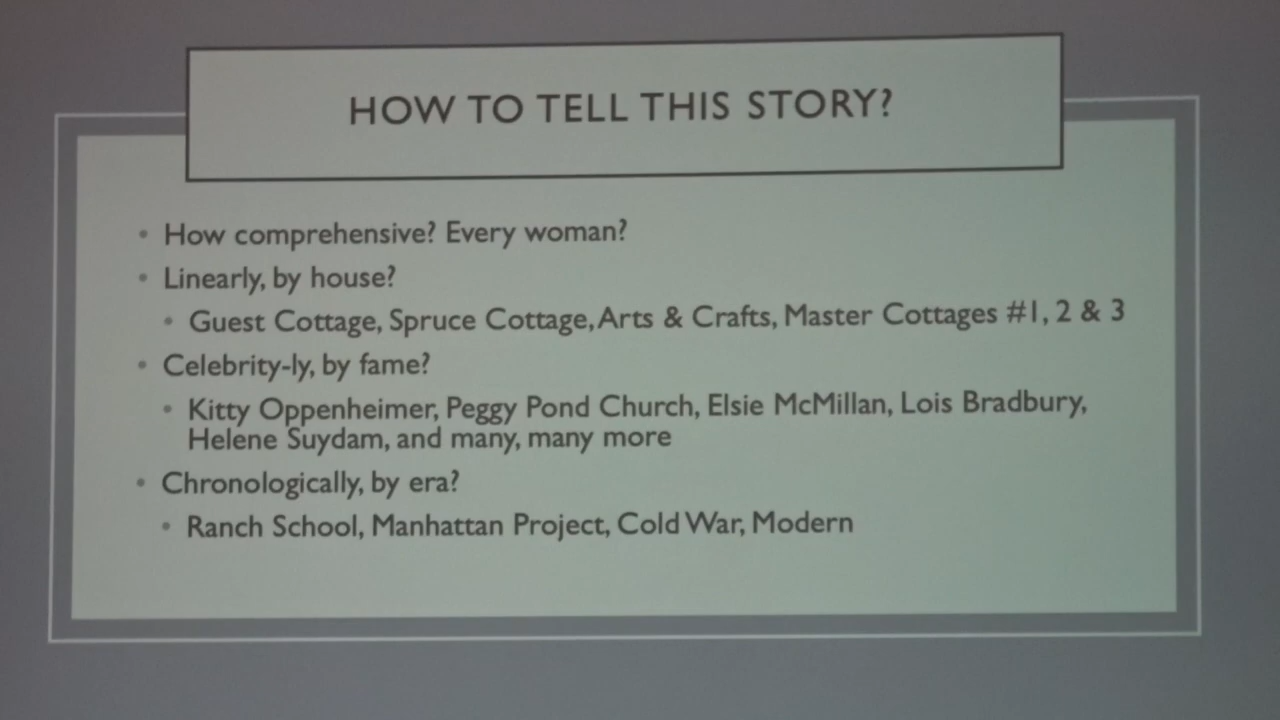 HOW TO TELL THIS STORY?
• How comprehensive? Every woman?
• Linearly, by house?
• Guest Cottage, Spruce Cottage, Arts & Crafts, Master Cottages #1, 2 & 3
• Celebrity-ly, by fame?
• Kitty Oppenheimer, Peggy Pond Church, Elsie McMillan, Lois Bradbury,
Helene Suydam, and many, many more
• Chronologically, by era?
• Ranch School, Manhattan Project, Cold War, Modern